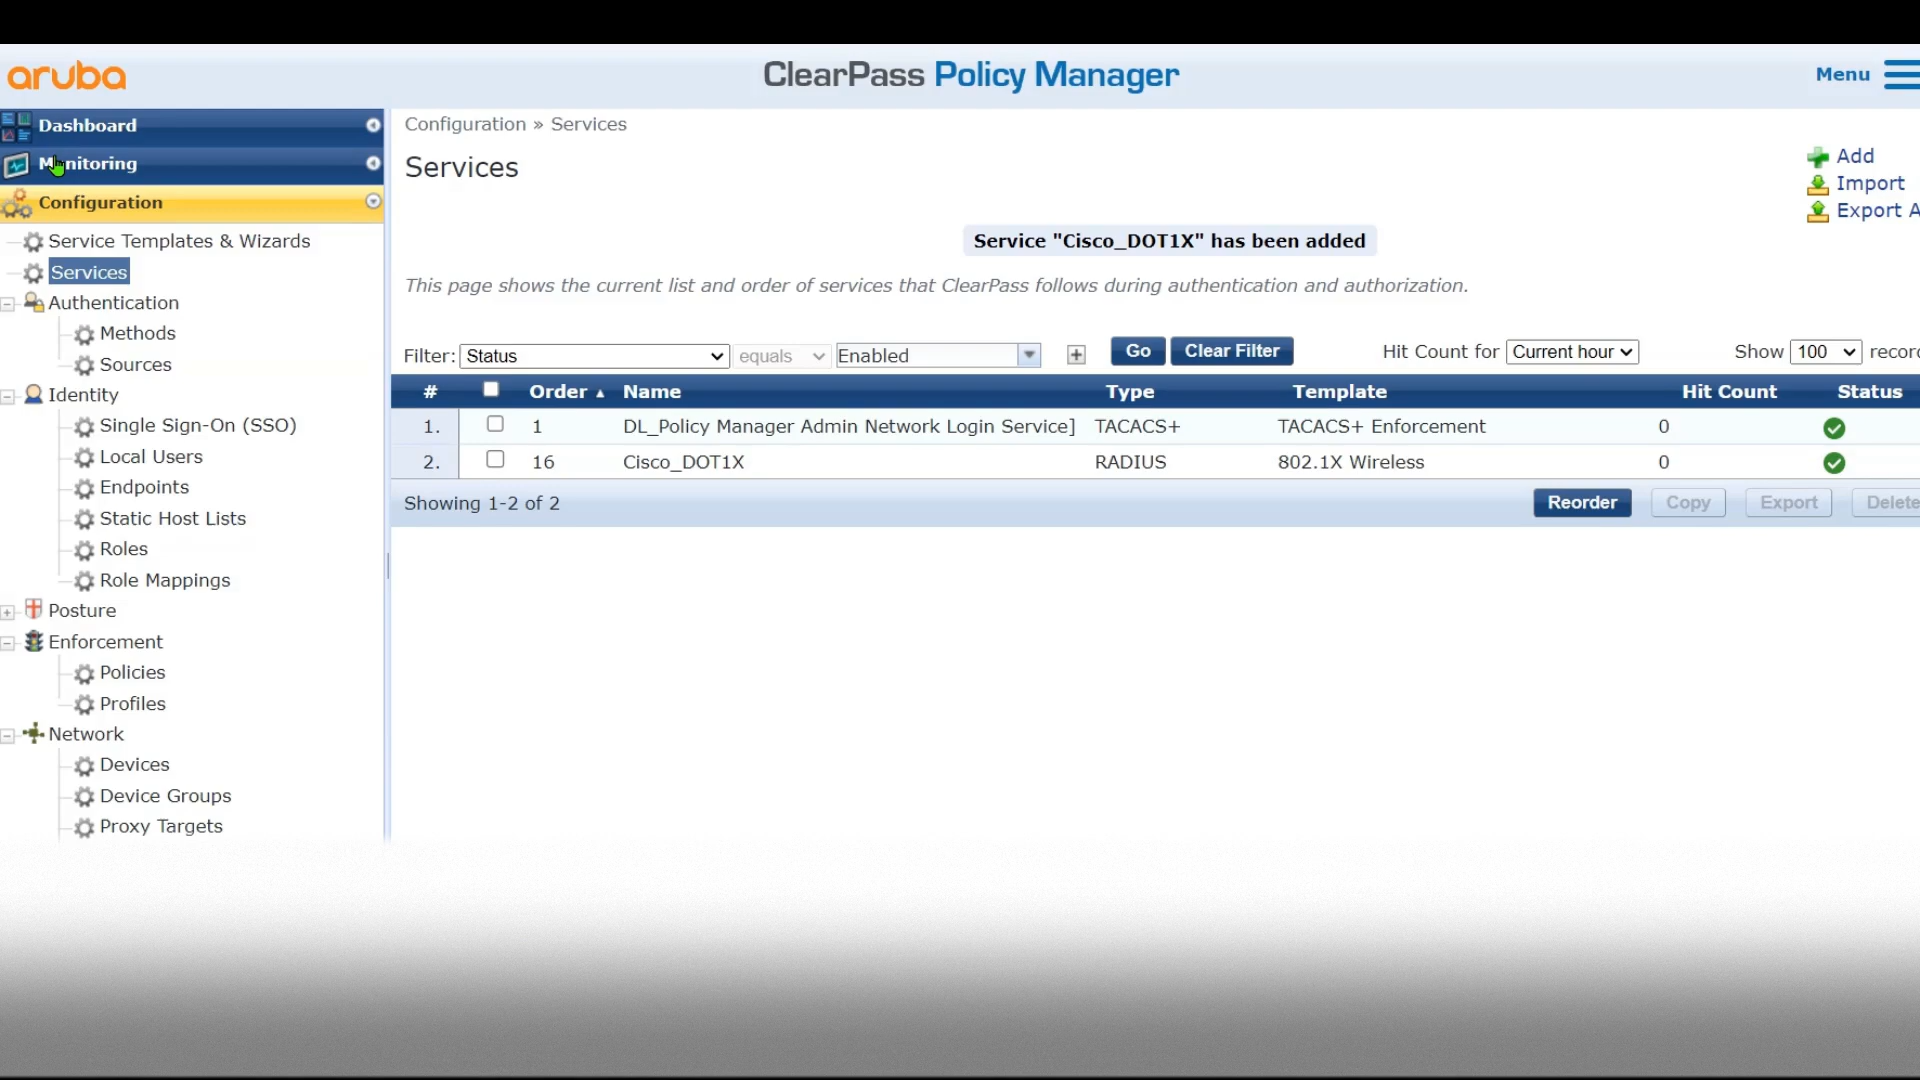 aruba
ClearPass Policy Manager
Menu
Dashboard
Monitoring
Configuration
Service Templates & Wizards
Services
Authentication
Methods
Sources
Identity
Single Sign-On (SSO)
Local Users
Endpoints
Static Host Lists
Roles
Role Mappings
Posture
Enforcement
Policies
Profiles
Network
Devices
Device Groups
Proxy Targets
Configuration » Services
Services
Add
Import
Export A
Service "Cisco_DOT1X" has been added
This page shows the current list and order of services that ClearPass follows during authentication and authorization.
Filter: Status equals Enabled Go Clear Filter Hit Count for Current hour Show 100 recor
# Order Name Type Template Hit Count Status
1. 1 DL_Policy Manager Admin Network Login Service] TACACS+ TACACS+ Enforcement 0
2. 16 Cisco_DOT1X RADIUS 802.1X Wireless 0
Showing 1-2 of 2 Reorder Copy Export Delete